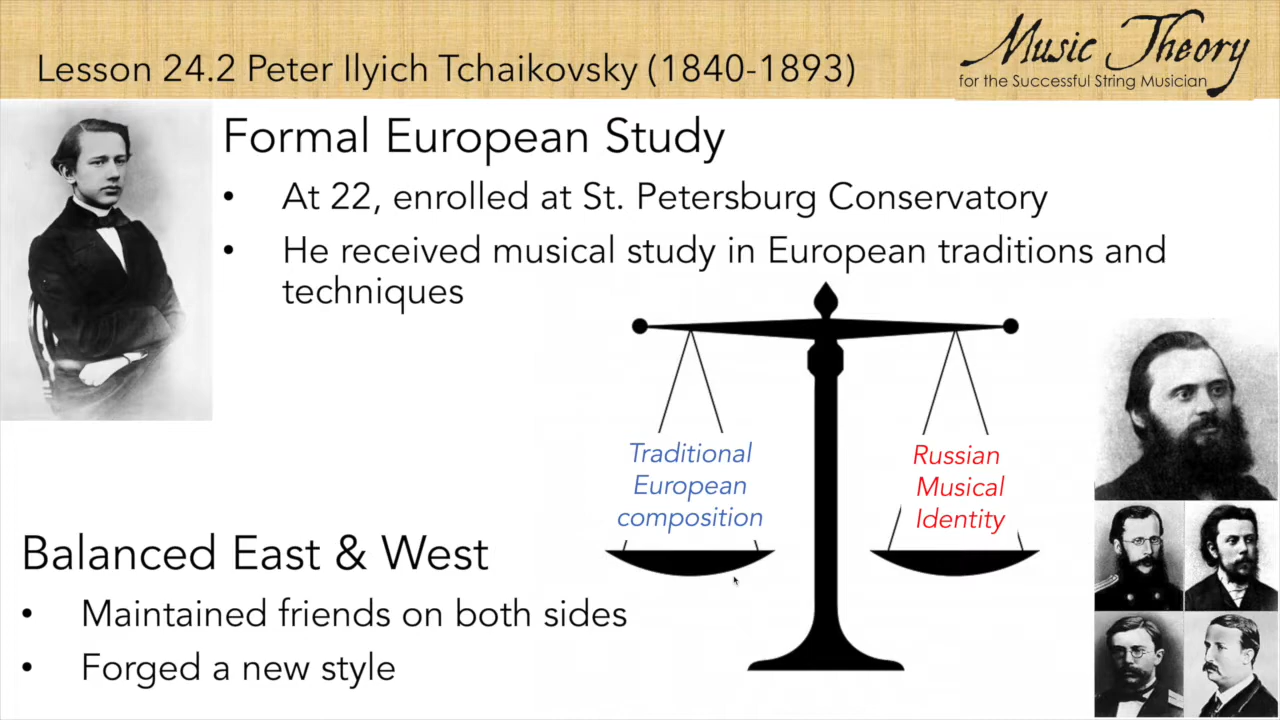 Lesson 24.2 Peter Ilyich Tchaikovsky (1840-1893)
Music Theory
for the Successful String Musician
Formal European Study
• At 22, enrolled at St. Petersburg Conservatory
• He received musical study in European traditions and
techniques
Traditional
European
composition
Russian
Musical
Identity
Balanced East & West
• Maintained friends on both sides
• Forged a new style